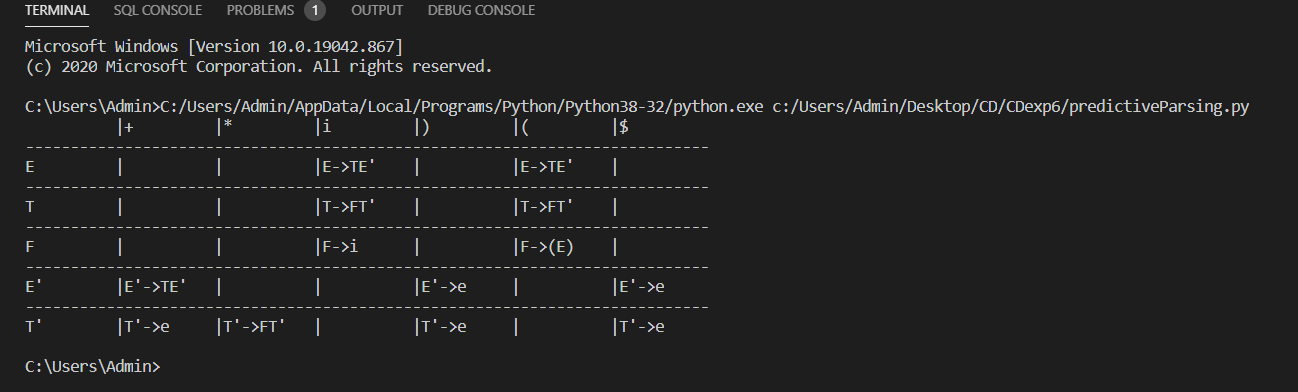 TERMINAL SQL CONSOLE PROBLEMS 1 OUTPUT DEBUG CONSOLE
Microsoft Windows [Version 10.0.19042.867]
(c) 2020 Microsoft Corporation. All rights reserved.
C:\Users\Admin>C:/Users/Admin/AppData/Local/Programs/Python/Python38-32/python.exe c:/Users/Admin/Desktop/CD/CDexp6/predictiveParsing.py
          |+         |*         |i         |)         |(         |$
---------------------------------------------------------------------------
E         |          |          |E->TE'    |          |E->TE'    |
---------------------------------------------------------------------------
T         |          |          |T->FT'    |          |T->FT'    |
---------------------------------------------------------------------------
F         |          |          |F->i      |          |F->(E)    |
---------------------------------------------------------------------------
E'        |E'->TE'   |          |          |E'->e     |          |E'->e
---------------------------------------------------------------------------
T'        |T'->e     |T'->FT'   |          |T'->e     |          |T'->e
C:\Users\Admin>